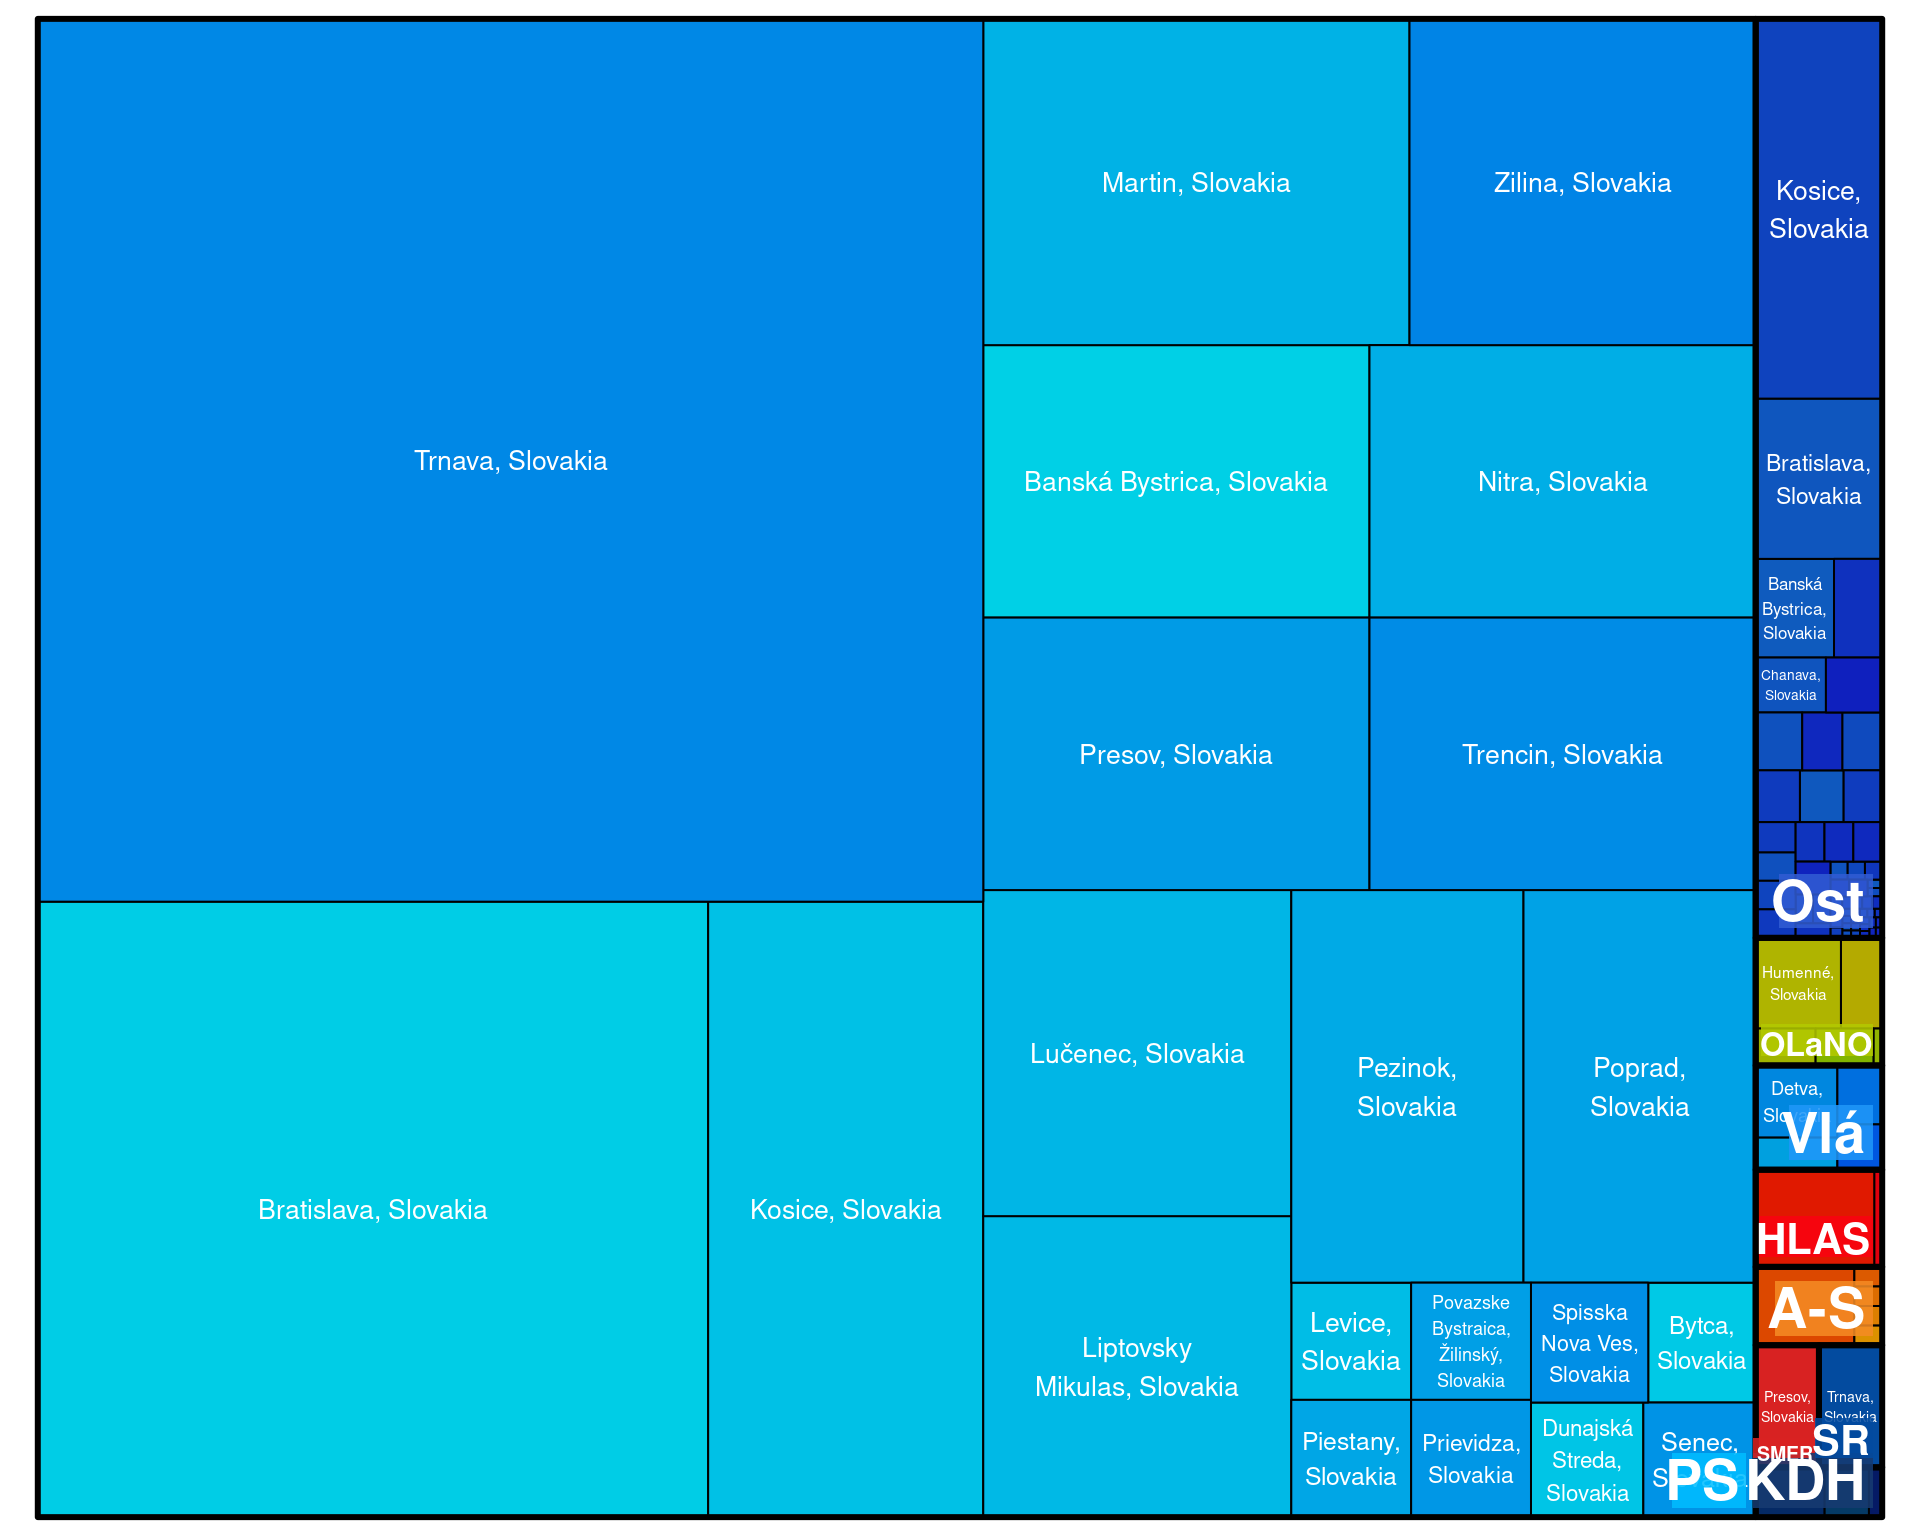 Trnava, Slovakia
Martin, Slovakia
Zilina, Slovakia
Banská Bystrica, Slovakia
Nitra, Slovakia
Presov, Slovakia
Trencin, Slovakia
Bratislava, Slovakia
Kosice, Slovakia
Lučenec, Slovakia
Pezinok,
Slovakia
Poprad,
Slovakia
Liptovsky
Mikulas, Slovakia
Levice,
Slovakia
Povazske
Bystraica,
Žilinský,
Slovakia
Spisska
Nova Ves,
Slovakia
Bytca,
Slovakia
Piestany,
Slovakia
Prievidza,
Slovakia
Dunajská
Streda,
Slovakia
Senec,
PS
Kosice,
Slovakia
Bratislava,
Slovakia
Banská
Bystrica,
Slovakia
Chanava,
Slovakia
Ost
Humenné,
Slovakia
OLaNO
Detva,
Vlá
HLAS
A-S
Presov,
Slovakia
SMER
Trnava,
Slovakia
SR
KDH